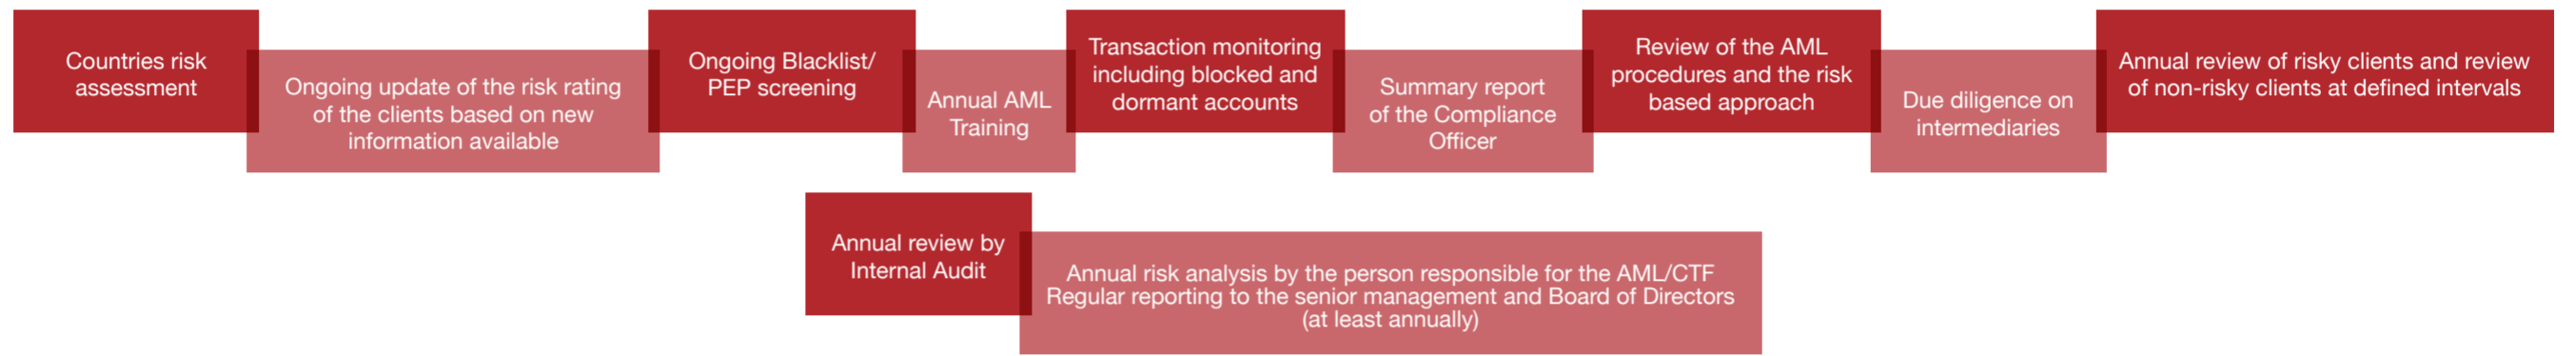 Countries risk
assessment
Ongoing update of the risk rating
of the clients based on new
information available
Ongoing Blacklist/
PEP screening
Annual AML
Training
Transaction monitoring
including blocked and
dormant accounts
Summary report
of the Compliance
Officer
Review of the AML
procedures and the risk
based approach
Due diligence on
intermediaries
Annual review of risky clients and review
of non-risky clients at defined intervals
Annual review by
Internal Audit
Annual risk analysis by the person responsible for the AML/CTF
Regular reporting to the senior management and Board of Directors
(at least annually)